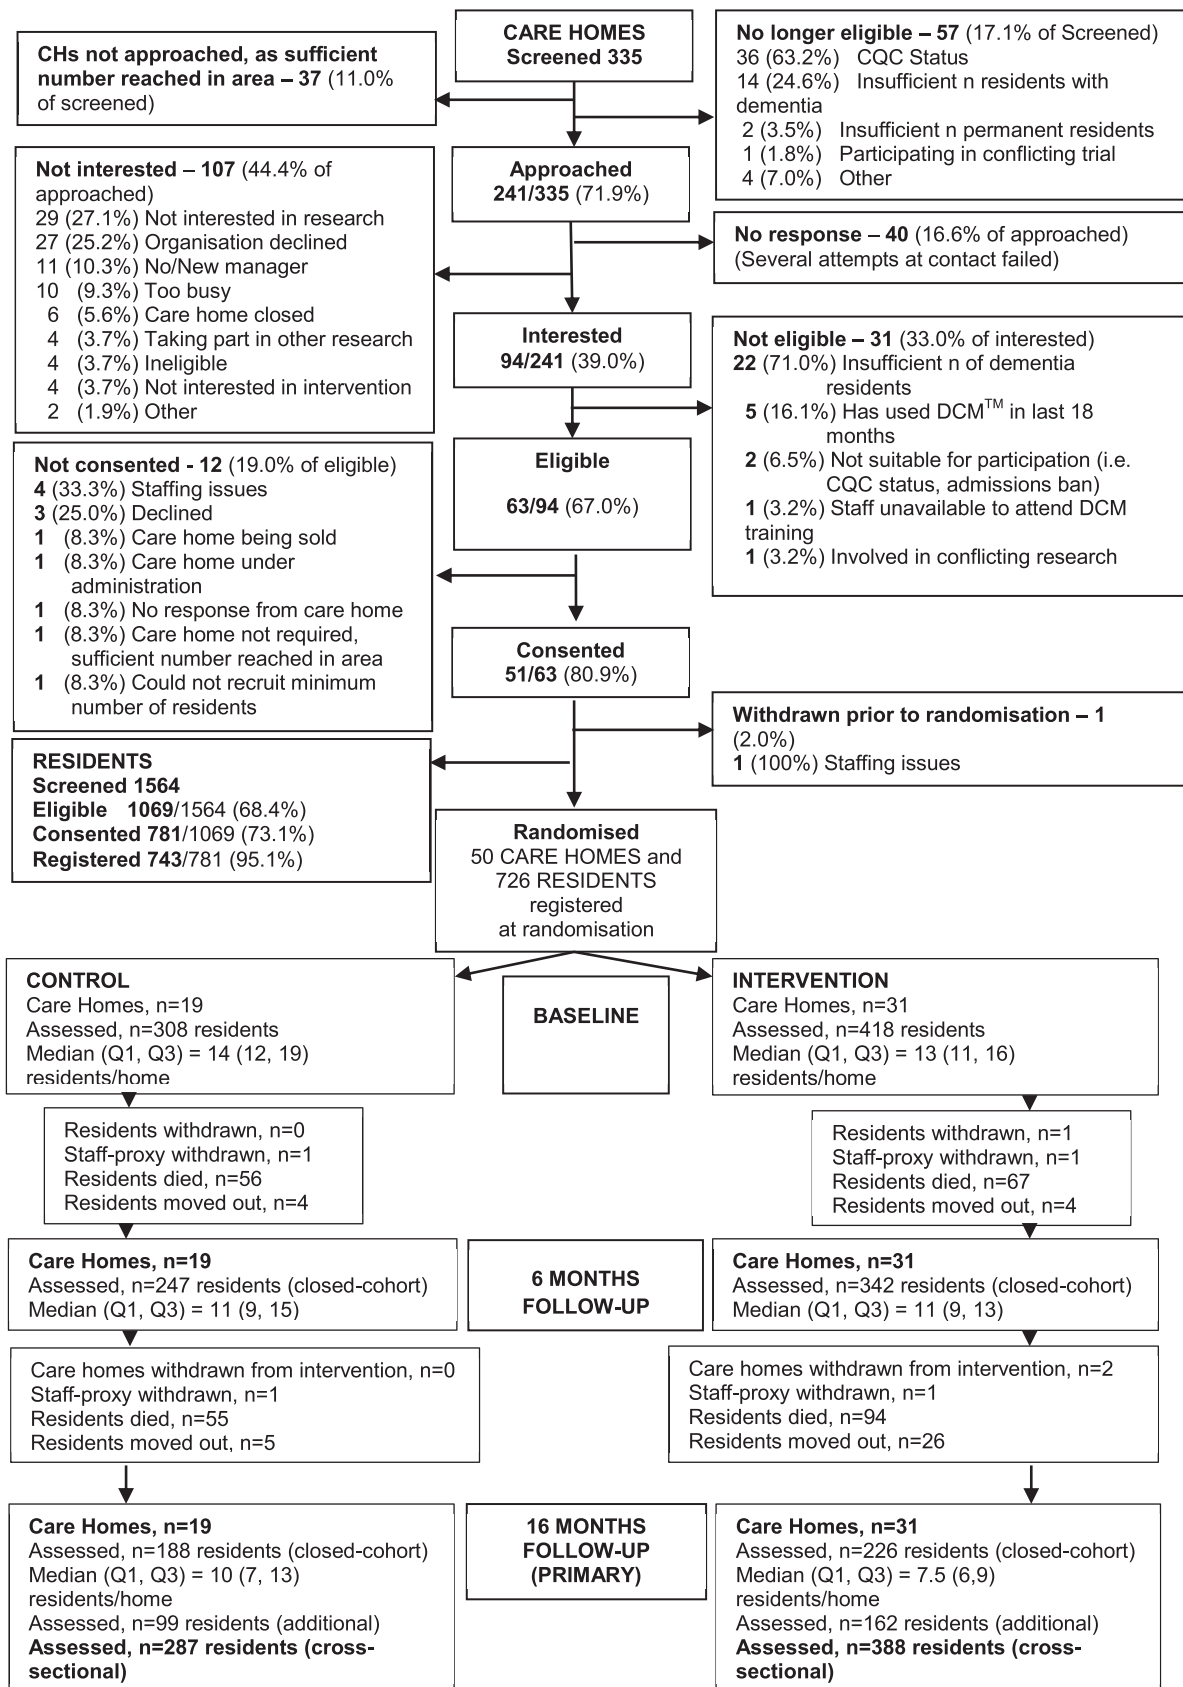 CARE HOMES
Screened 335
CHs not approached, as sufficient
number reached in area – 37 (11.0%
of screened)
No longer eligible – 57 (17.1% of Screened)
36 (63.2%) CQC Status
14 (24.6%) Insufficient n residents with
dementia
2 (3.5%) Insufficient n permanent residents
1 (1.8%) Participating in conflicting trial
4 (7.0%) Other
Approached
241/335 (71.9%)
Not interested – 107 (44.4% of
approached)
29 (27.1%) Not interested in research
27 (25.2%) Organisation declined
11 (10.3%) No/New manager
10 (9.3%) Too busy
6 (5.6%) Care home closed
4 (3.7%) Taking part in other research
4 (3.7%) Ineligible
4 (3.7%) Not interested in intervention
2 (1.9%) Other
No response – 40 (16.6% of approached)
(Several attempts at contact failed)
Interested
94/241 (39.0%)
Not eligible – 31 (33.0% of interested)
22 (71.0%) Insufficient n of dementia
residents
5 (16.1%) Has used DCM™ in last 18
months
2 (6.5%) Not suitable for participation (i.e.
CQC status, admissions ban)
1 (3.2%) Staff unavailable to attend DCM
training
1 (3.2%) Involved in conflicting research
Eligible
63/94 (67.0%)
Not consented - 12 (19.0% of eligible)
4 (33.3%) Staffing issues
3 (25.0%) Declined
1 (8.3%) Care home being sold
1 (8.3%) Care home under
administration
1 (8.3%) No response from care home
1 (8.3%) Care home not required,
sufficient number reached in area
1 (8.3%) Could not recruit minimum
number of residents
Consented
51/63 (80.9%)
Withdrawn prior to randomisation – 1
(2.0%)
1 (100%) Staffing issues
RESIDENTS
Screened 1564
Eligible 1069/1564 (68.4%)
Consented 781/1069 (73.1%)
Registered 743/781 (95.1%)
Randomised
50 CARE HOMES and
726 RESIDENTS
registered
at randomisation
CONTROL
Care Homes, n=19
Assessed, n=308 residents
Median (Q1, Q3) = 14 (12, 19)
residents/home
BASELINE
INTERVENTION
Care Homes, n=31
Assessed, n=418 residents
Median (Q1, Q3) = 13 (11, 16)
residents/home
Residents withdrawn, n=0
Staff-proxy withdrawn, n=1
Residents died, n=56
Residents moved out, n=4
Residents withdrawn, n=1
Staff-proxy withdrawn, n=1
Residents died, n=67
Residents moved out, n=4
Care Homes, n=19
Assessed, n=247 residents (closed-cohort)
Median (Q1, Q3) = 11 (9, 15)
6 MONTHS
FOLLOW-UP
Care Homes, n=31
Assessed, n=342 residents (closed-cohort)
Median (Q1, Q3) = 11 (9, 13)
Care homes withdrawn from intervention, n=0
Staff-proxy withdrawn, n=1
Residents died, n=55
Residents moved out, n=5
Care homes withdrawn from intervention, n=2
Staff-proxy withdrawn, n=1
Residents died, n=94
Residents moved out, n=26
Care Homes, n=19
Assessed, n=188 residents (closed-cohort)
Median (Q1, Q3) = 10 (7, 13)
residents/home
Assessed, n=99 residents (additional)
Assessed, n=287 residents (cross-
sectional)
16 MONTHS
FOLLOW-UP
(PRIMARY)
Care Homes, n=31
Assessed, n=226 residents (closed-cohort)
Median (Q1, Q3) = 7.5 (6,9)
residents/home
Assessed, n=162 residents (additional)
Assessed, n=388 residents (cross-
sectional)